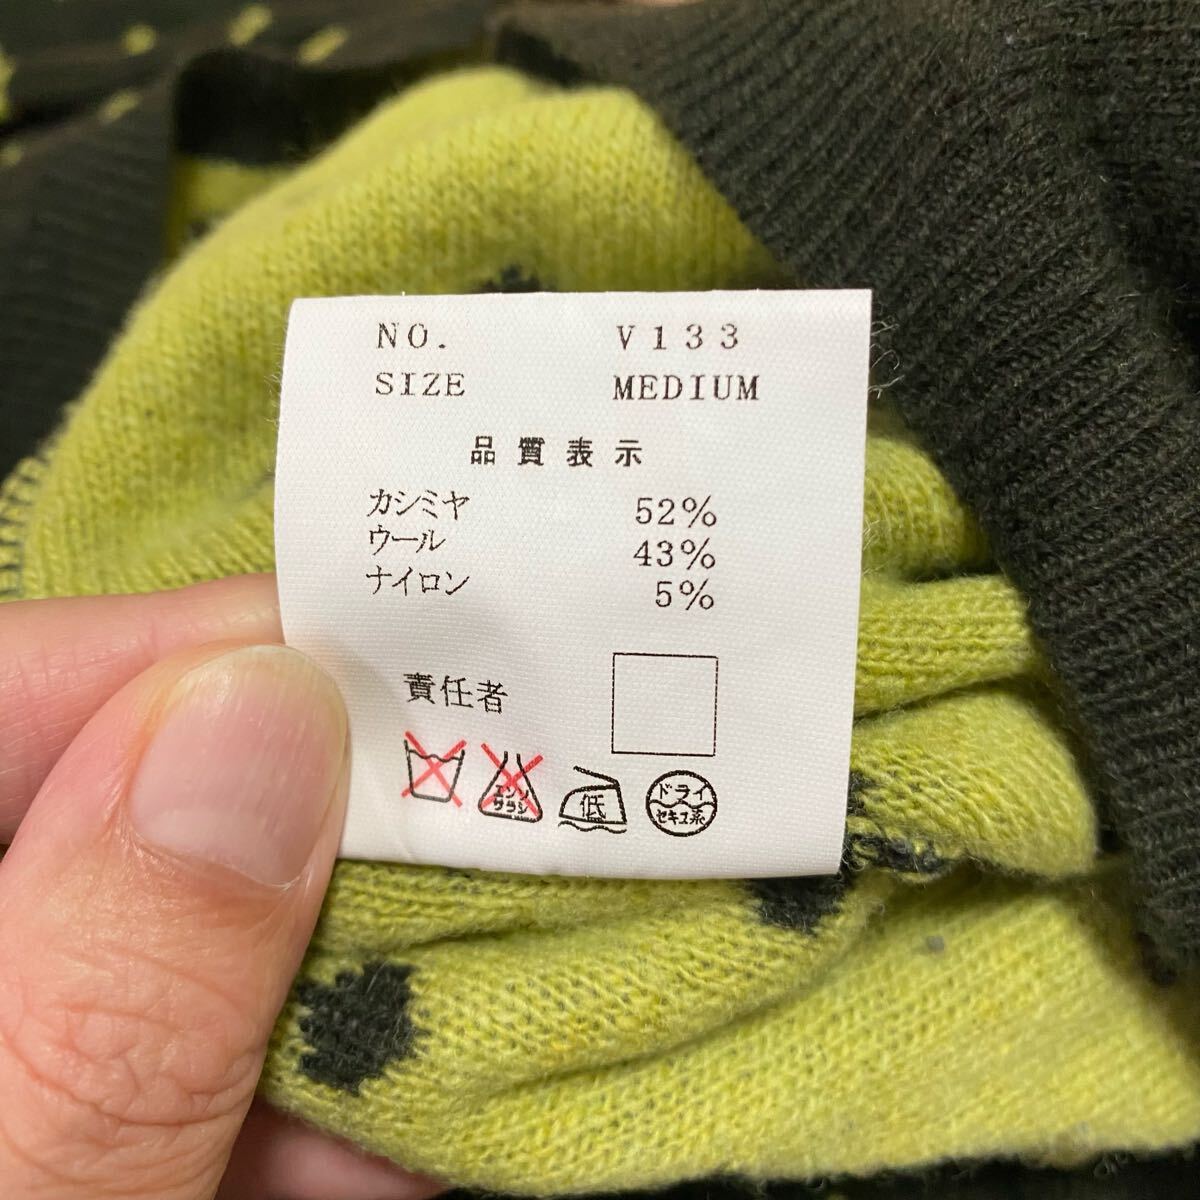 NO. V133
SIZE MEDIUM
品質表示
カシミヤ 52%
ウール 43%
ナイロン 5%
責任者
エンソ
サラシ
低
ドライ
セキユ系